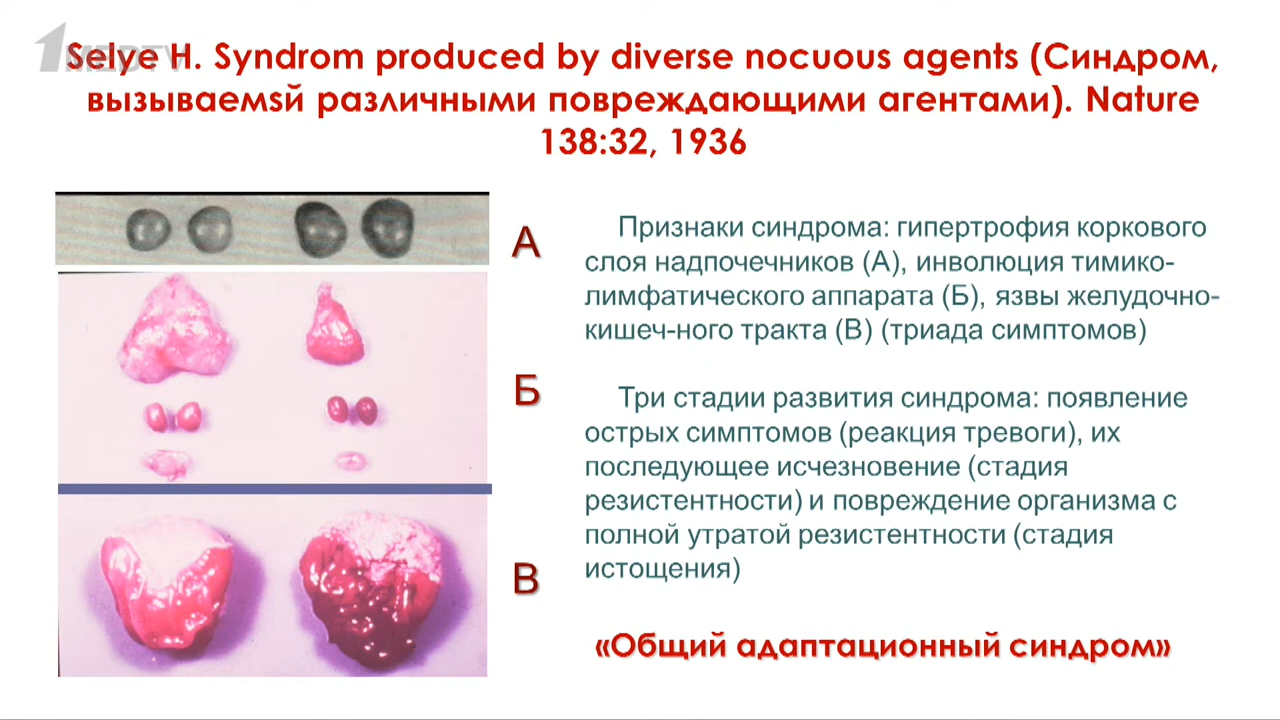 1MEDTV
Selye H. Syndrom produced by diverse nocuous agents (Синдром,
вызываемsй различными повреждающими агентами). Nature
138:32, 1936
А
Признаки синдрома: гипертрофия коркового
слоя надпочечников (А), инволюция тимико-
лимфатического аппарата (Б), язвы желудочно-
кишеч-ного тракта (В) (триада симптомов)
Б
Три стадии развития синдрома: появление
острых симптомов (реакция тревоги), их
последующее исчезновение (стадия
резистентности) и повреждение организма с
полной утратой резистентности (стадия
истощения)
В
«Общий адаптационный синдром»